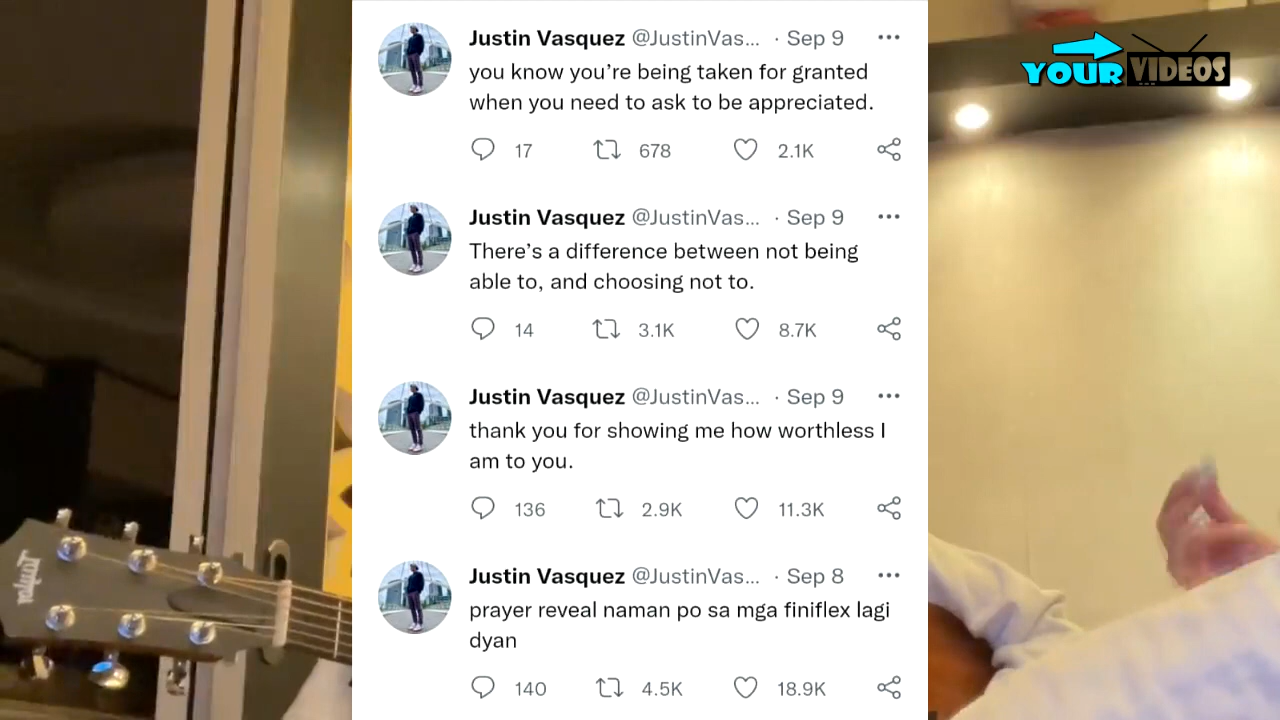 YOUR VIDEOS
Justin Vasquez @JustinVas... · Sep 9
you know you’re being taken for granted
when you need to ask to be appreciated.
17 678 2.1K
Justin Vasquez @JustinVas... · Sep 9
There’s a difference between not being
able to, and choosing not to.
14 3.1K 8.7K
Justin Vasquez @JustinVas... · Sep 9
thank you for showing me how worthless I
am to you.
136 2.9K 11.3K
Justin Vasquez @JustinVas... · Sep 8
prayer reveal naman po sa mga finiflex lagi
dyan
140 4.5K 18.9K